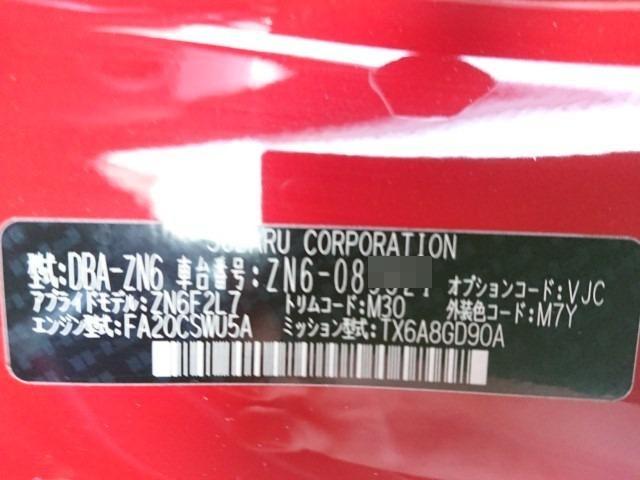 SUBARU CORPORATION
型式:DBA-ZN6 車台番号:ZN6-08 オプションコード:VJC
アプライドモデル:ZN6E2L7 トリムコード:M30 外装色コード:M7Y
エンジン型式:FA20CSWU5A ミッション型式:TX6A8GD90A